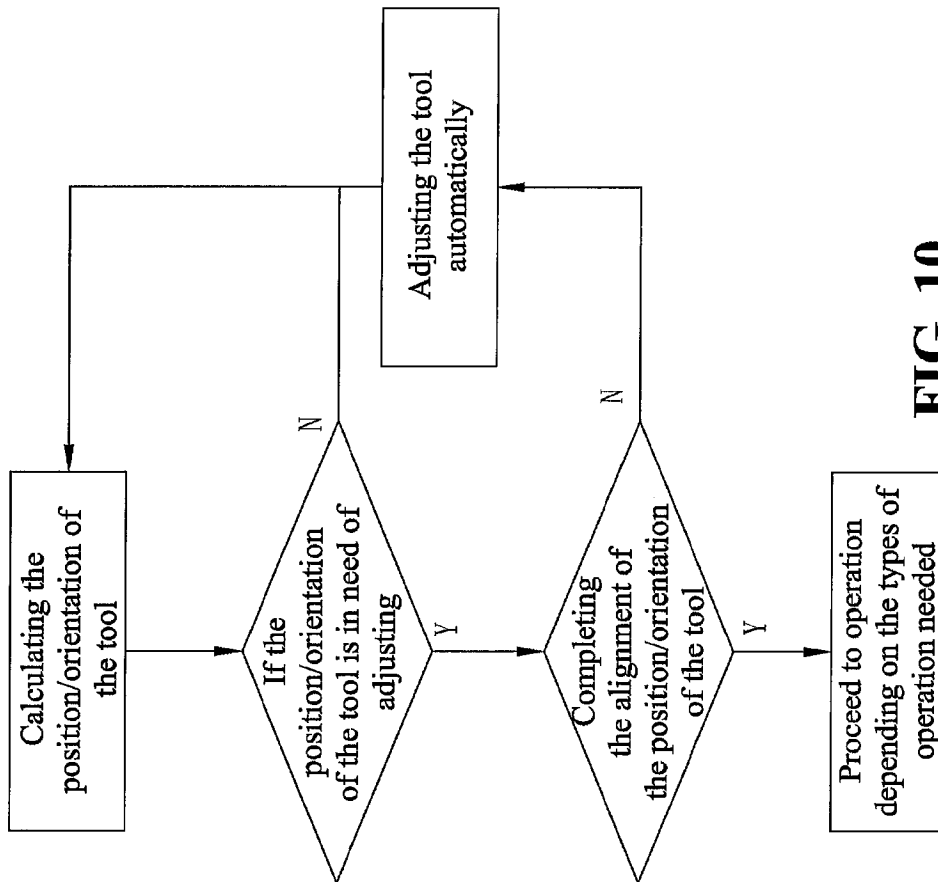 Calculating the
position/orientation of
the tool
If the
position/orientation
of the tool is in need of
adjusting
N
Y
Adjusting the tool
automatically
Completing
the alignment of
the position/orientation
of the tool
N
Y
Proceed to operation
depending on the types of
operation needed
FIG. 10